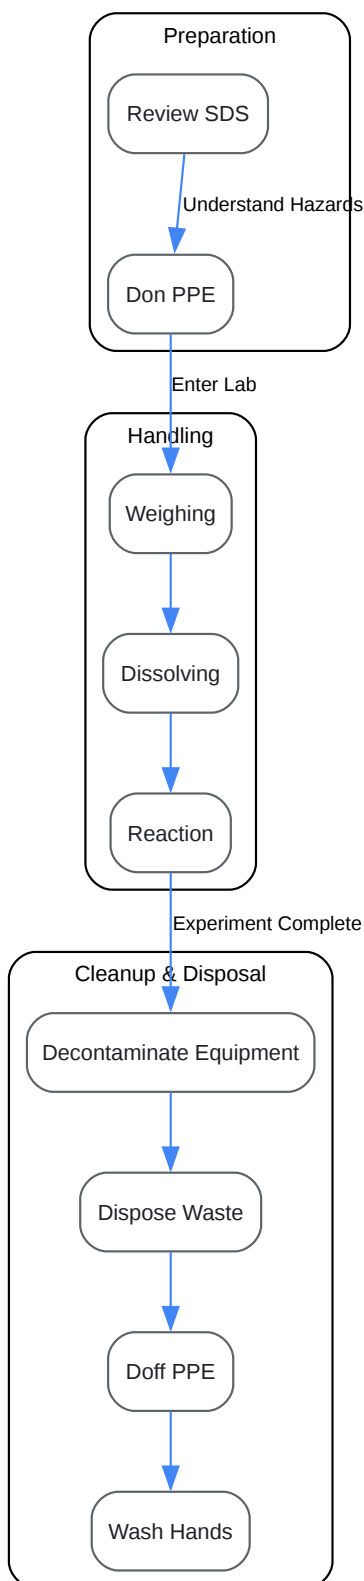 Preparation
Review SDS
Understand Hazards
Don PPE
Enter Lab
Handling
Weighing
Dissolving
Reaction
Experiment Complete
Cleanup & Disposal
Decontaminate Equipment
Dispose Waste
Doff PPE
Wash Hands